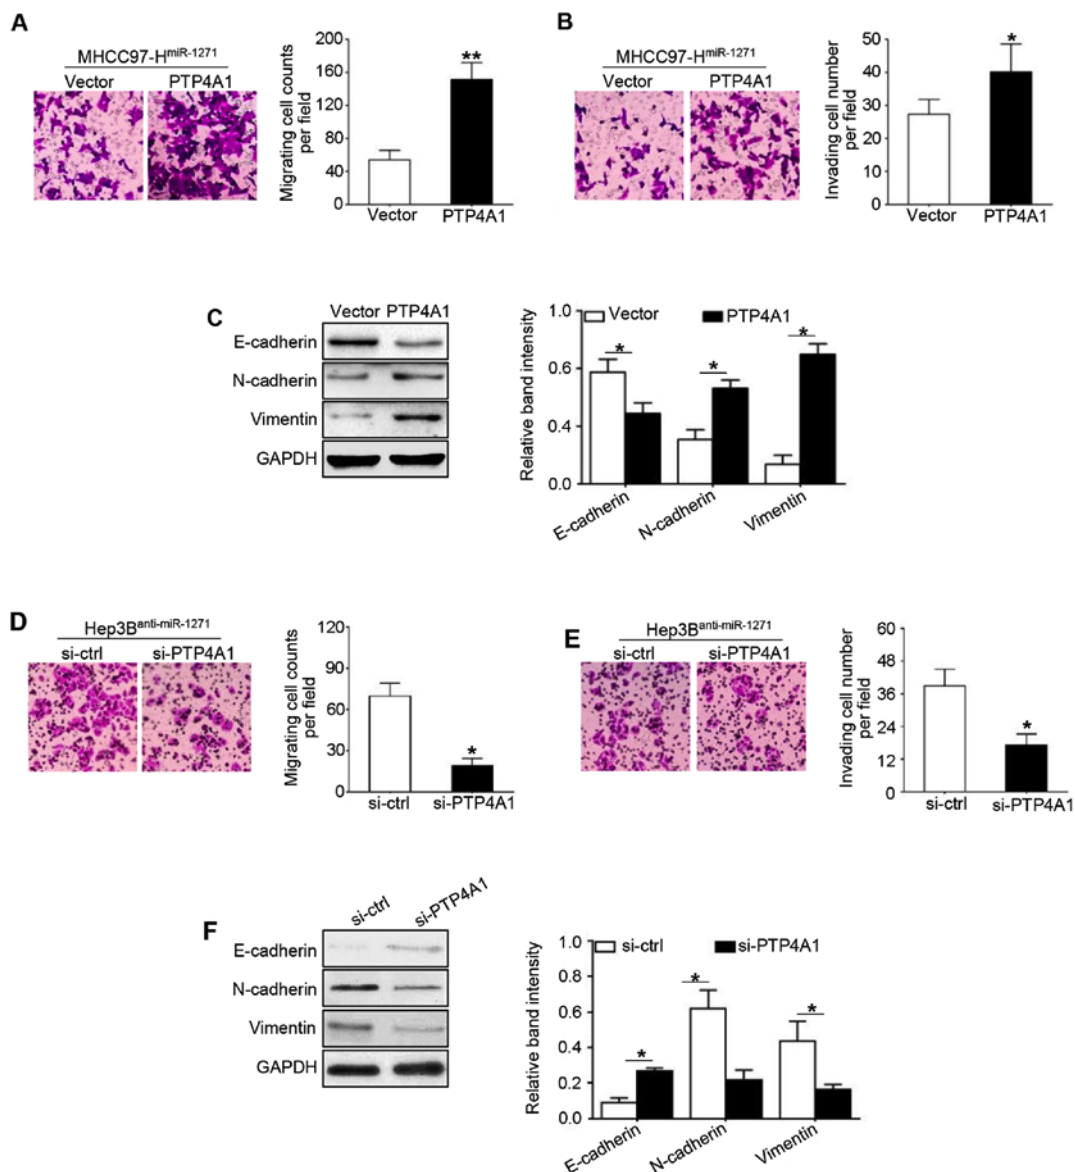 A
MHCC97-H^miR-1271
Vector PTP4A1
Migrating cell counts
per field
200
160
120
80
40
0
**
Vector PTP4A1
B
MHCC97-H^miR-1271
Vector PTP4A1
Invading cell number
per field
50
40
30
20
10
0
*
Vector PTP4A1
C
Vector PTP4A1
E-cadherin
N-cadherin
Vimentin
GAPDH
Relative band intensity
1.0
0.6
0.4
0.0
Vector PTP4A1
* * *
E-cadherin
N-cadherin
Vimentin
D
Hep3B^anti-miR-1271
si-ctrl si-PTP4A1
Migrating cell counts
per field
120
90
60
30
0
*
si-ctrl si-PTP4A1
E
Hep3B^anti-miR-1271
si-ctrl si-PTP4A1
Invading cell number
per field
60
48
36
24
12
0
*
si-ctrl si-PTP4A1
F
si-ctrl si-PTP4A1
E-cadherin
N-cadherin
Vimentin
GAPDH
Relative band intensity
1.0
0.8
0.6
0.4
0.2
0.0
si-ctrl si-PTP4A1
* * *
E-cadherin
N-cadherin
Vimentin